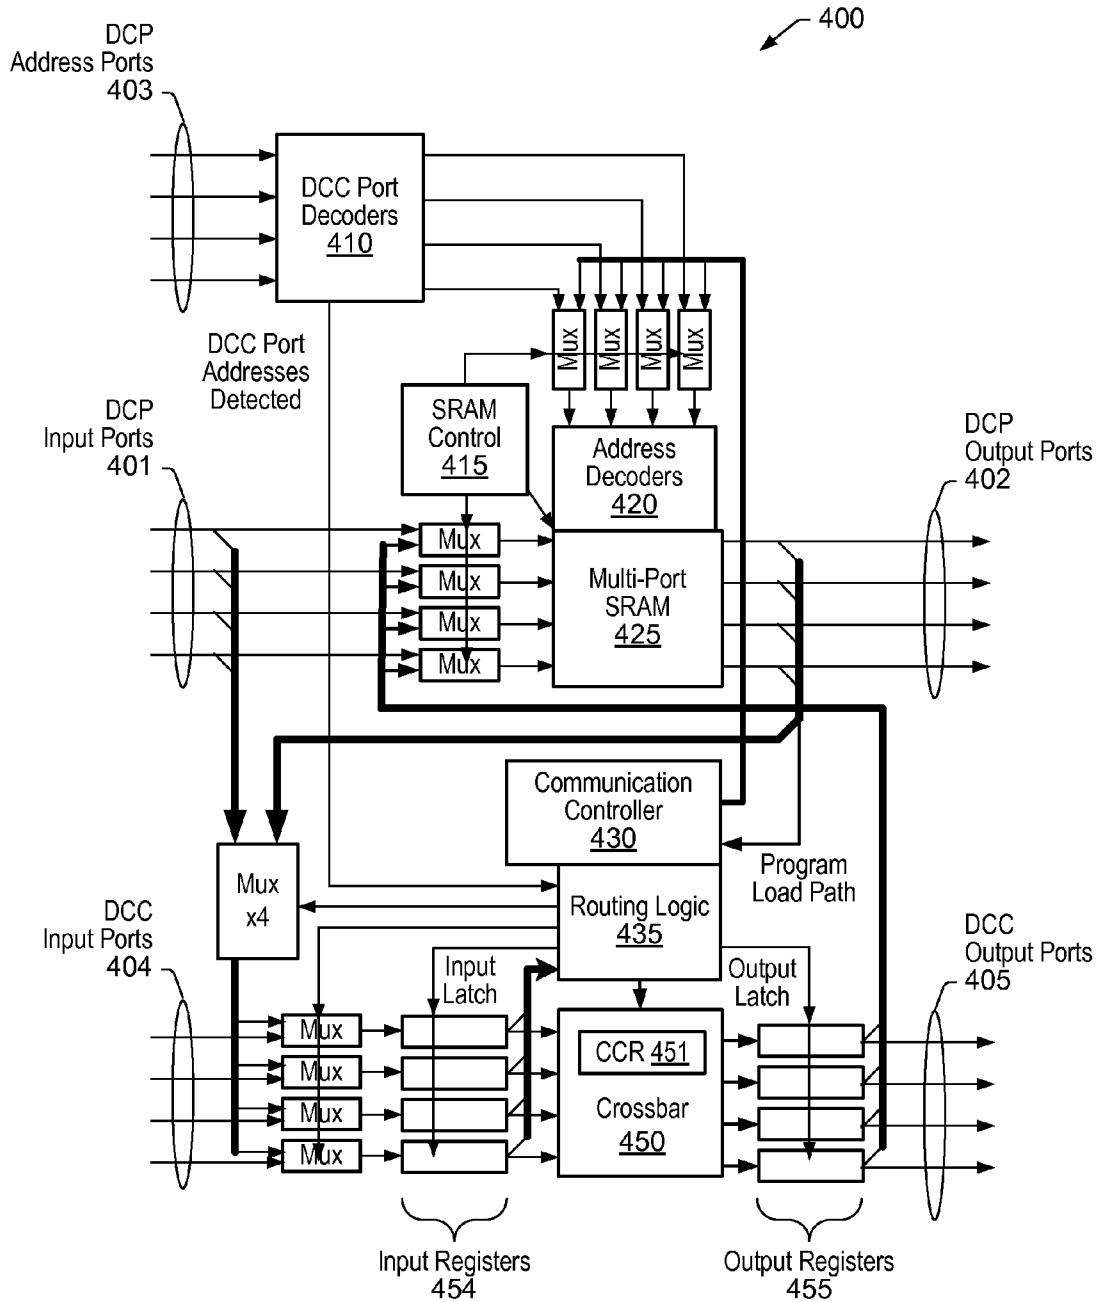 400
DCP
Address Ports
403
DCC Port
Decoders
410
DCC Port
Addresses
Detected
Mux
Mux
Mux
Mux
SRAM
Control
415
Address
Decoders
420
DCP
Input Ports
401
DCP
Output Ports
402
Mux
Mux
Mux
Mux
Multi-Port
SRAM
425
Communication
Controller
430
Program
Load Path
Mux
x4
Routing Logic
435
DCC
Input Ports
404
Input
Latch
Output
Latch
DCC
Output Ports
405
Mux
Mux
Mux
Mux
CCR 451
Crossbar
450
Input Registers
454
Output Registers
455